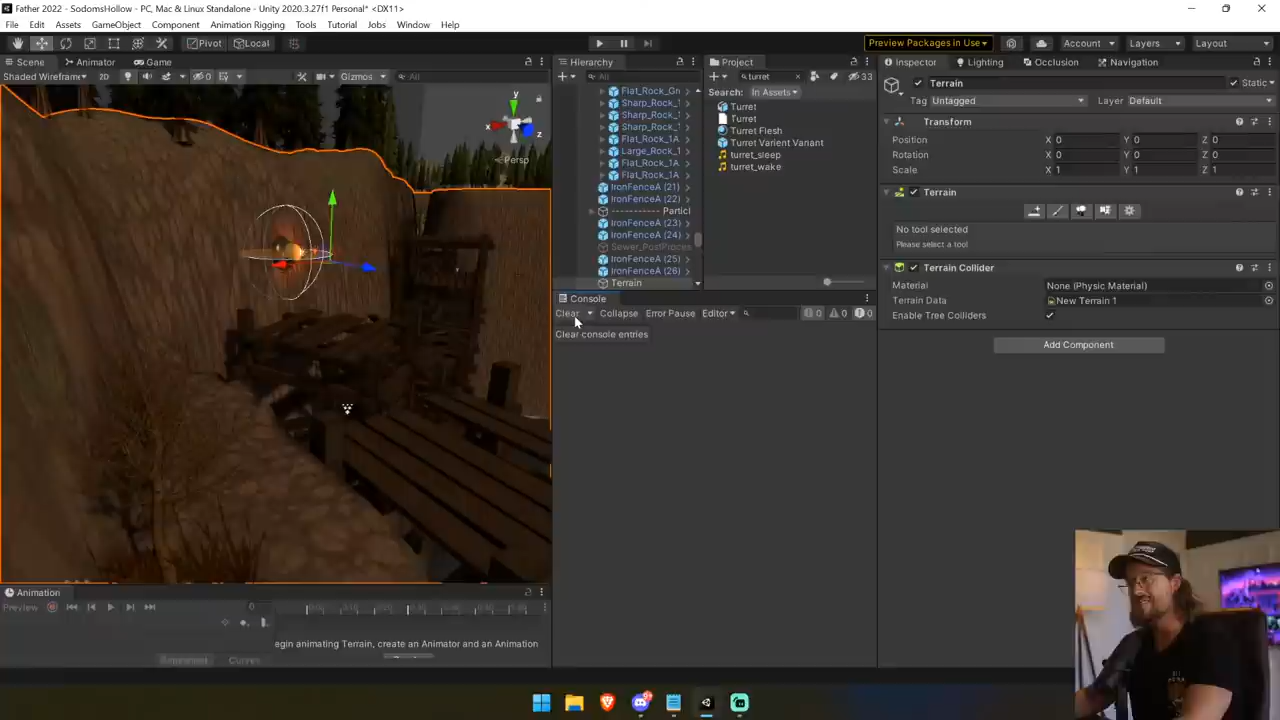 Father 2022 - SodomsHollow - PC, Mac & Linux Standalone - Unity 2020.3.27f1 Personal* <DX11>
File Edit Assets GameObject Component Animation Rigging Tools Tutorial Jobs Window Help
Pivot Local Preview Packages in Use Account Layers Layout
Scene Animator Game
Shaded Wireframe 2D 0 Gizmos All
y x z
Persp
Hierarchy
All
Flat_Rock_Gr
Sharp_Rock_1
Sharp_Rock_
Sharp_Rock_1
Flat_Rock_1A
Large_Rock_1
Flat_Rock_1A
Flat_Rock_1A
IronFenceA (21)
IronFenceA (22)
----------- Particl
IronFenceA (23)
IronFenceA (24)
Sewer_PostProces
IronFenceA (25)
IronFenceA (26)
Terrain
Project
turret 33
Search: In Assets
Turret
Turret
Turret Flesh
Turret Varient Variant
turret_sleep
turret_wake
Console
Clear Collapse Error Pause Editor 0 0 0
Clear console entries
Inspector Lighting Occlusion Navigation
Terrain Static
Tag Untagged Layer Default
Transform
Position X 0 Y 0 Z 0
Rotation X 0 Y 0 Z 0
Scale X 1 Y 1 Z 1
Terrain
No tool selected
Please select a tool
Terrain Collider
Material None (Physic Material)
Terrain Data New Terrain 1
Enable Tree Colliders
Add Component
Animation
Preview 0
egin animating Terrain, create an Animator and an Animation
Curves